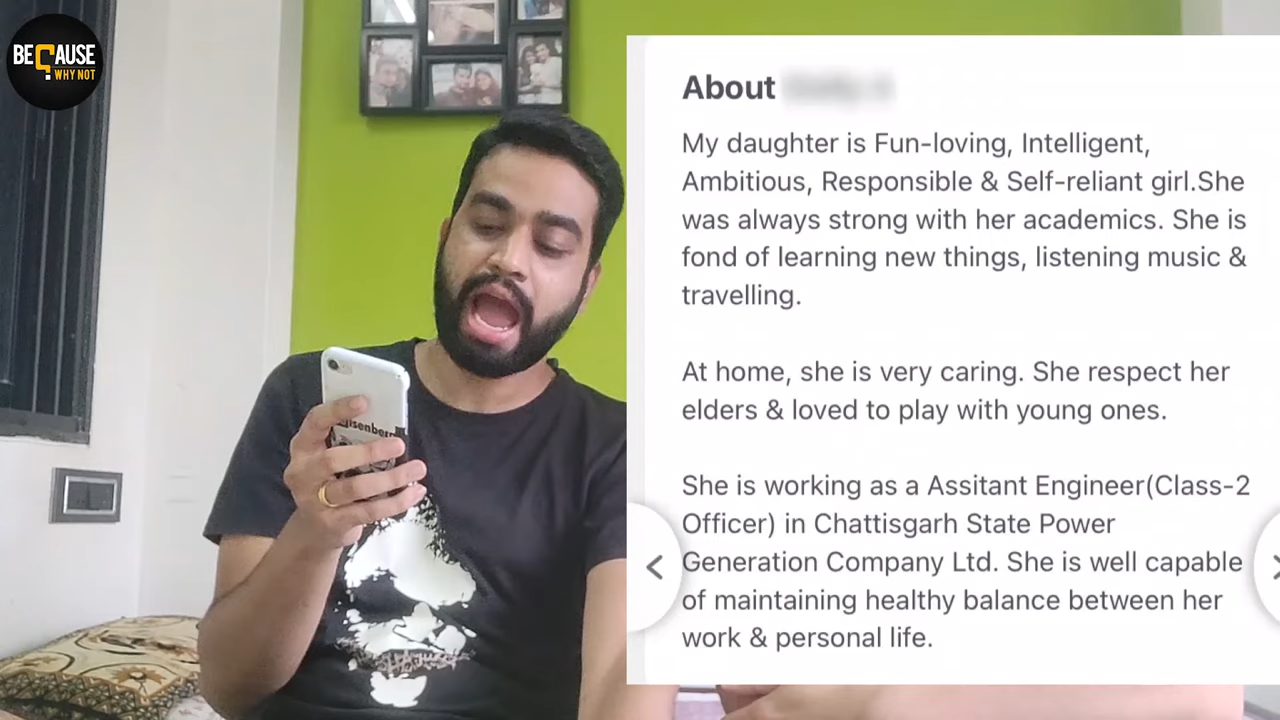 BECAUSE
WHY NOT
About
My daughter is Fun-loving, Intelligent,
Ambitious, Responsible & Self-reliant girl.She
was always strong with her academics. She is
fond of learning new things, listening music &
travelling.
At home, she is very caring. She respect her
elders & loved to play with young ones.
She is working as a Assitant Engineer(Class-2
Officer) in Chattisgarh State Power
Generation Company Ltd. She is well capable
of maintaining healthy balance between her
work & personal life.